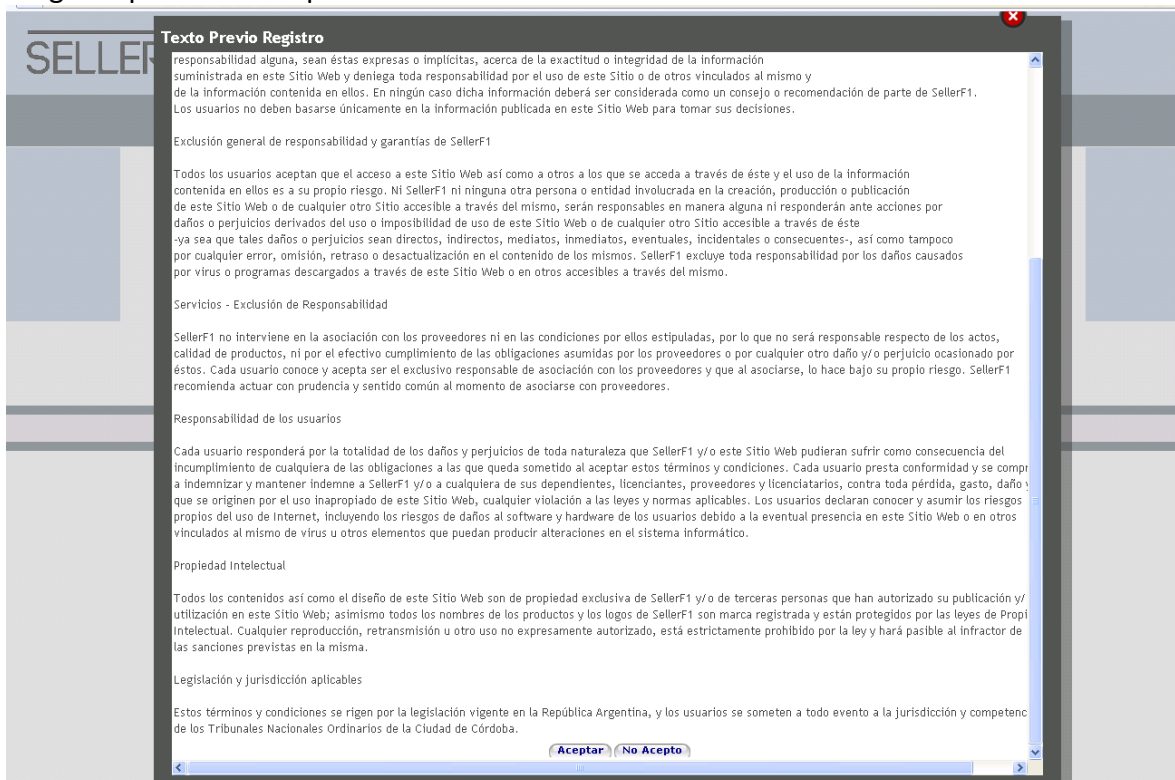 SELLER
Texto Previo Registro
responsabilidad alguna, sean éstas expresas o implícitas, acerca de la exactitud o integridad de la información
suministrada en este Sitio Web y deniega toda responsabilidad por el uso de este Sitio o de otros vinculados al mismo y
de la información contenida en ellos. En ningún caso dicha información deberá ser considerada como un consejo o recomendación de parte de SellerF1.
Los usuarios no deben basarse únicamente en la información publicada en este Sitio Web para tomar sus decisiones.
Exclusión general de responsabilidad y garantías de SellerF1
Todos los usuarios aceptan que el acceso a este Sitio Web así como a otros a los que se acceda a través de éste y el uso de la información
contenida en ellos es a su propio riesgo. Ni SellerF1 ni ninguna otra persona o entidad involucrada en la creación, producción o publicación
de este Sitio Web o de cualquier otro Sitio accesible a través del mismo, serán responsables en manera alguna ni responderán ante acciones por
daños o perjuicios derivados del uso o imposibilidad de uso de este Sitio Web o de cualquier otro Sitio accesible a través de éste
-ya sea que tales daños o perjuicios sean directos, indirectos, mediatos, inmediatos, eventuales, incidentales o consecuentes-, así como tampoco
por cualquier error, omisión, retraso o desactualización en el contenido de los mismos. SellerF1 excluye toda responsabilidad por los daños causados
por virus o programas descargados a través de este Sitio Web o en otros accesibles a través del mismo.
Servicios - Exclusión de Responsabilidad
SellerF1 no interviene en la asociación con los proveedores ni en las condiciones por ellos estipuladas, por lo que no será responsable respecto de los actos,
calidad de productos, ni por el efectivo cumplimiento de las obligaciones asumidas por los proveedores o por cualquier otro daño y/o perjuicio ocasionado por
éstos. Cada usuario conoce y acepta ser el exclusivo responsable de asociación con los proveedores y que al asociarse, lo hace bajo su propio riesgo. SellerF1
recomienda actuar con prudencia y sentido común al momento de asociarse con proveedores.
Responsabilidad de los usuarios
Cada usuario responderá por la totalidad de los daños y perjuicios de toda naturaleza que SellerF1 y/o este Sitio Web pudieran sufrir como consecuencia del
incumplimiento de cualquiera de las obligaciones a las que queda sometido al aceptar estos términos y condiciones. Cada usuario presta conformidad y se compr
a indemnizar y mantener indemne a SellerF1 y/o a cualquiera de sus dependientes, licenciantes, proveedores y licenciatarios, contra toda pérdida, gasto, daño y
que se originen por el uso inapropiado de este Sitio Web, cualquier violación a las leyes y normas aplicables. Los usuarios declaran conocer y asumir los riesgos
propios del uso de Internet, incluyendo los riesgos de daños al software y hardware de los usuarios debido a la eventual presencia en este Sitio Web o en otros
vinculados al mismo de virus u otros elementos que puedan producir alteraciones en el sistema informático.
Propiedad Intelectual
Todos los contenidos así como el diseño de este Sitio Web son de propiedad exclusiva de SellerF1 y/o de terceras personas que han autorizado su publicación y/
utilización en este Sitio Web; asimismo todos los nombres de los productos y los logos de SellerF1 son marca registrada y están protegidos por las leyes de Propi
Intelectual. Cualquier reproducción, retransmisión u otro uso no expresamente autorizado, está estrictamente prohibido por la ley y hará pasible al infractor de
las sanciones previstas en la misma.
Legislación y jurisdicción aplicables
Estos términos y condiciones se rigen por la legislación vigente en la República Argentina, y los usuarios se someten a todo evento a la jurisdicción y competenc
de los Tribunales Nacionales Ordinarios de la Ciudad de Córdoba.
Aceptar No Acepto